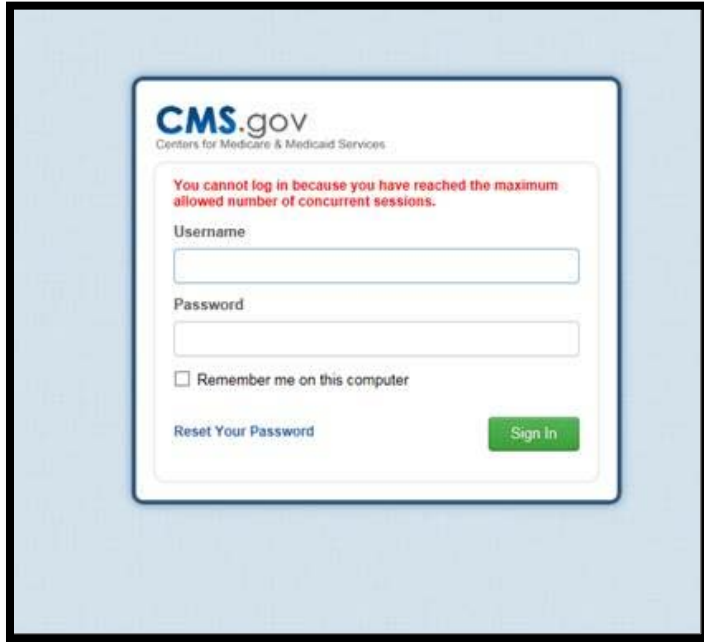 CMS.gov
Centers for Medicare & Medicaid Services
You cannot log in because you have reached the maximum
allowed number of concurrent sessions.
Username
Password
Remember me on this computer
Reset Your Password
Sign In